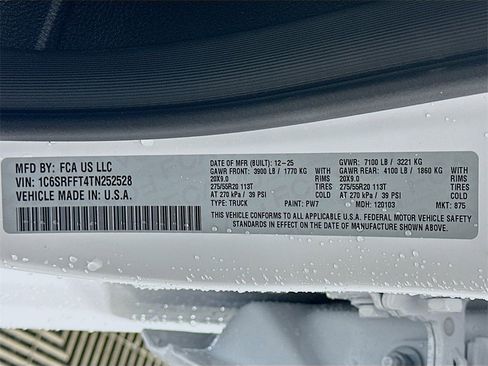 MFD BY: FCA US LLC
VIN: 1C6SRFFT4TN252528
VEHICLE MADE IN: U.S.A.
DATE OF MFR (BUILT): 12-25 GVWR: 7100 LB / 3221 KG
GAWR FRONT: 3900 LB / 1770 KG WITH GAWR REAR: 4100 LB / 1860 KG WITH
20X9.0 RIMS 20X9.0 RIMS
275/55R20 113T TIRES 275/55R20 113T TIRES
AT 270 kPa / 39 PSI COLD AT 270 kPa / 39 PSI COLD
TYPE: TRUCK PAINT: PW7 MDH: 120103 MKT: 875
THIS VEHICLE CONFORMS TO ALL APPLICABLE U.S.A. FEDERAL MOTOR VEHICLE SAFETY
STANDARDS IN EFFECT ON THE DATE OF MANUFACTURE SHOWN ABOVE